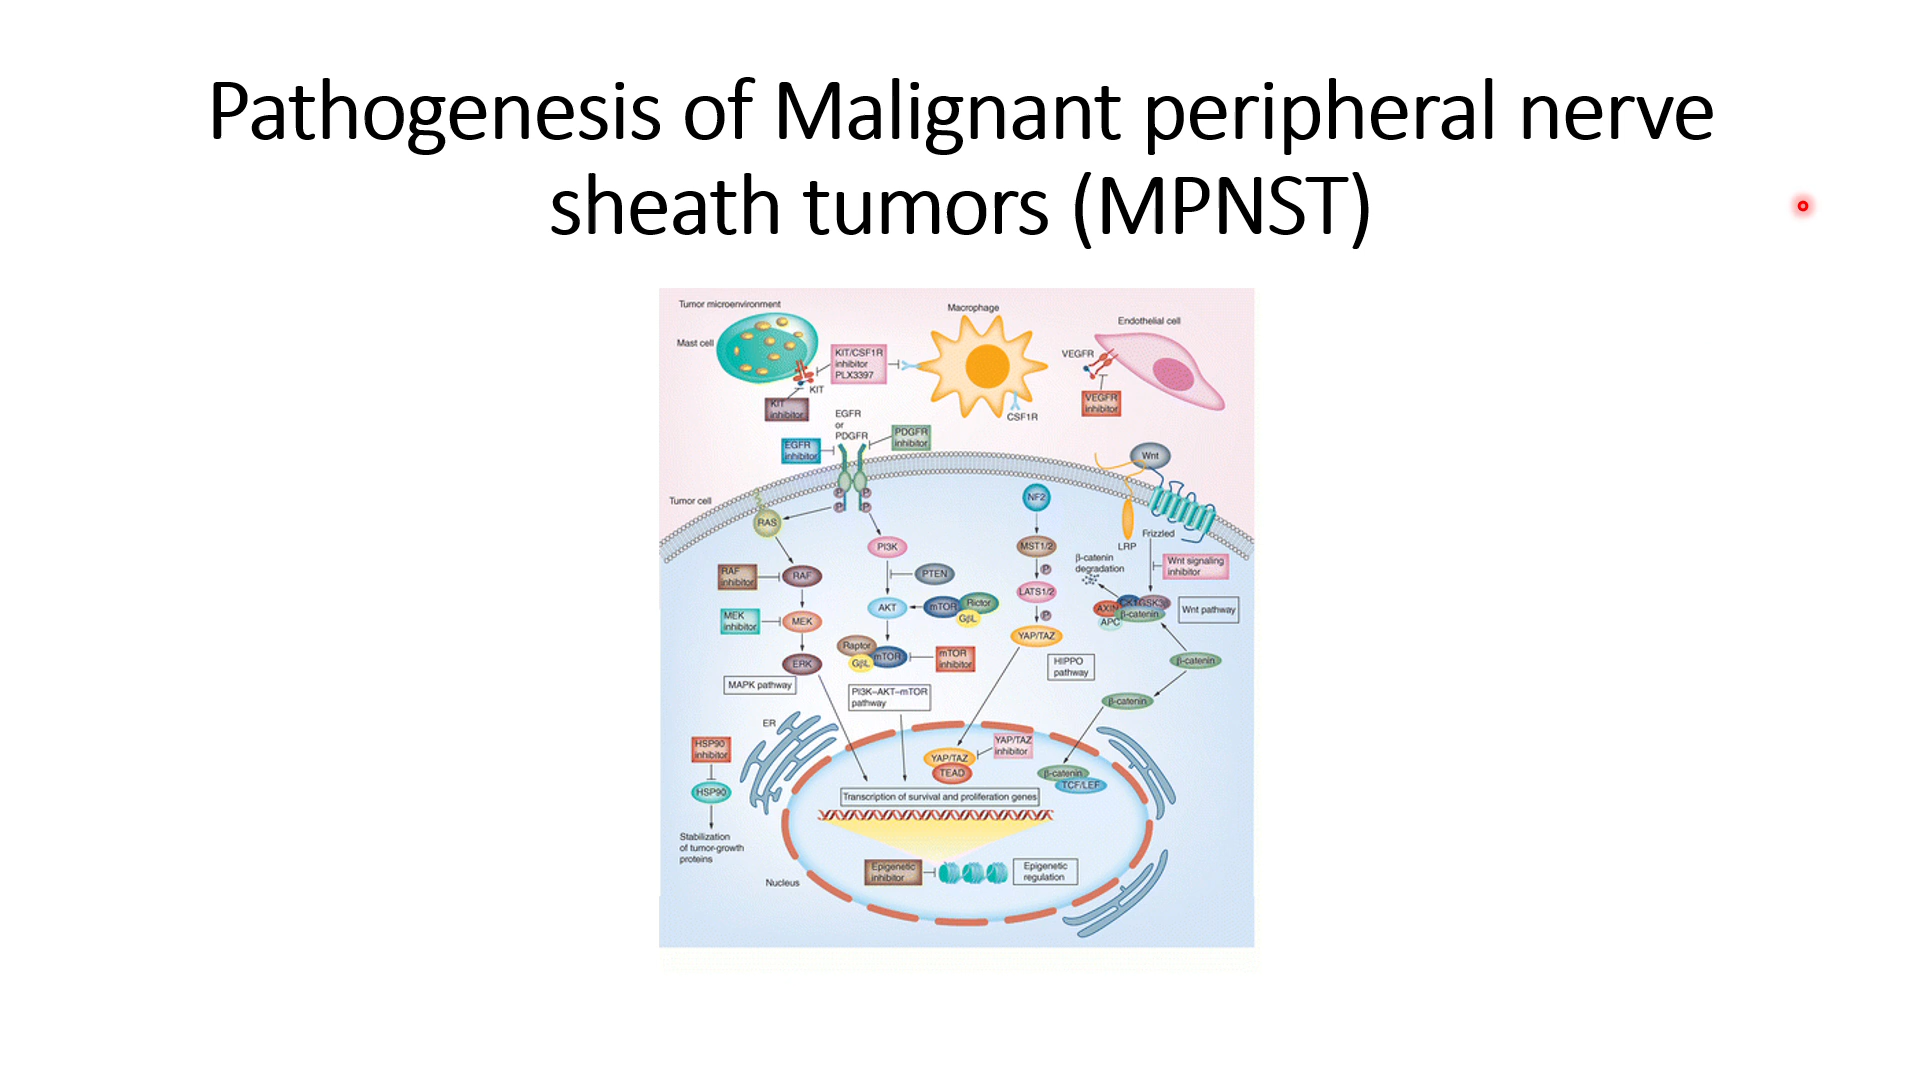 Pathogenesis of Malignant peripheral nerve
sheath tumors (MPNST)
Tumor microenvironment
Mast cell
KIT
KIT
inhibitor
KIT/CSF1R
inhibitor
PLX3397
Macrophage
CSF1R
Endothelial cell
VEGFR
VEGFR
inhibitor
EGFR
or
PDGFR
EGFR
inhibitor
PDGFR
inhibitor
Wnt
Tumor cell
P
P
P
P
RAS
RAF
inhibitor
RAF
MEK
inhibitor
MEK
ERK
MAPK pathway
PI3K
PTEN
AKT
mTOR
Rictor
GβL
Raptor
GβL
mTOR
mTOR
inhibitor
PI3K–AKT–mTOR
pathway
NF2
MST1/2
P
LATS1/2
P
YAP/TAZ
HIPPO
pathway
LRP
Frizzled
β-catenin
degradation
Wnt signaling
inhibitor
AXIN
CK1
GSK3β
β-catenin
APC
Wnt pathway
β-catenin
β-catenin
ER
HSP90
inhibitor
HSP90
Stabilization
of tumor-growth
proteins
YAP/TAZ
TEAD
YAP/TAZ
inhibitor
β-catenin
TCF/LEF
Transcription of survival and proliferation genes
Epigenetic
inhibitor
Epigenetic
regulation
Nucleus